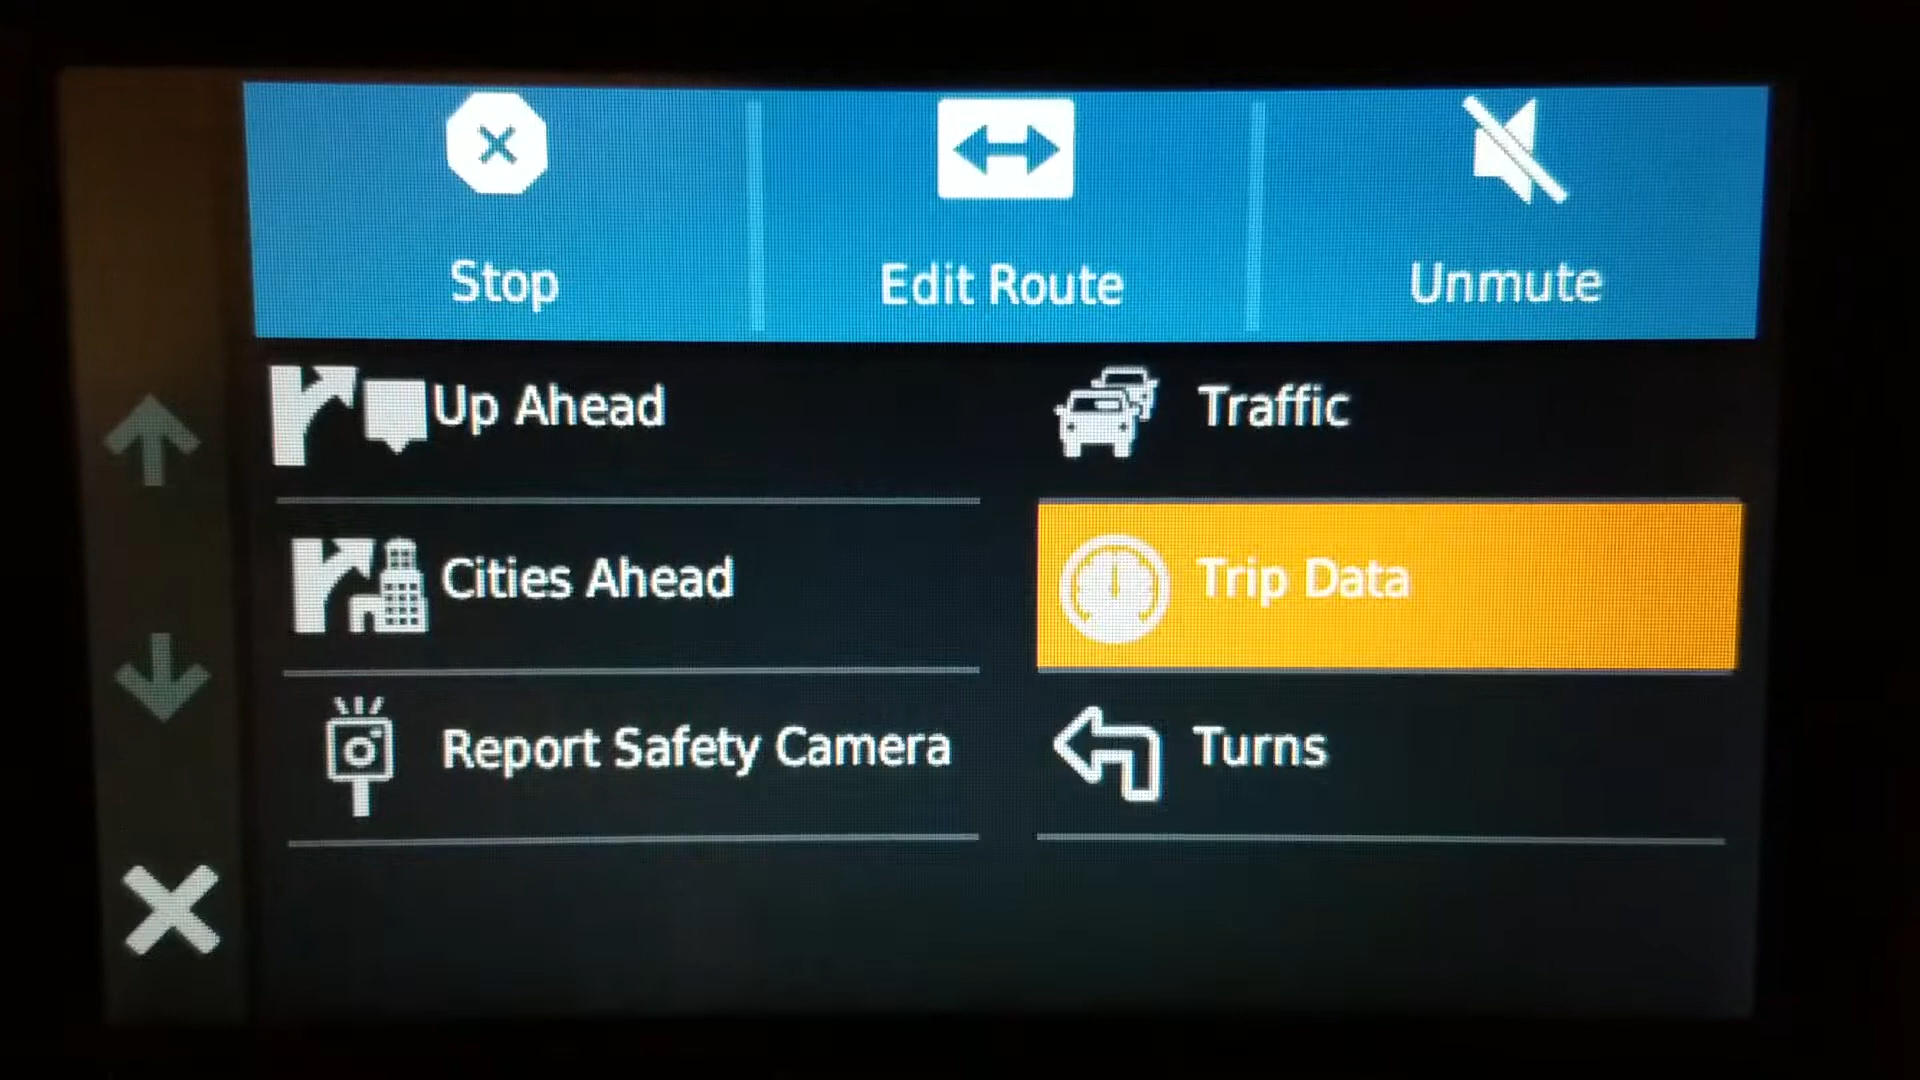 Stop
Edit Route
Unmute
Up Ahead
Traffic
Cities Ahead
Trip Data
Report Safety Camera
Turns